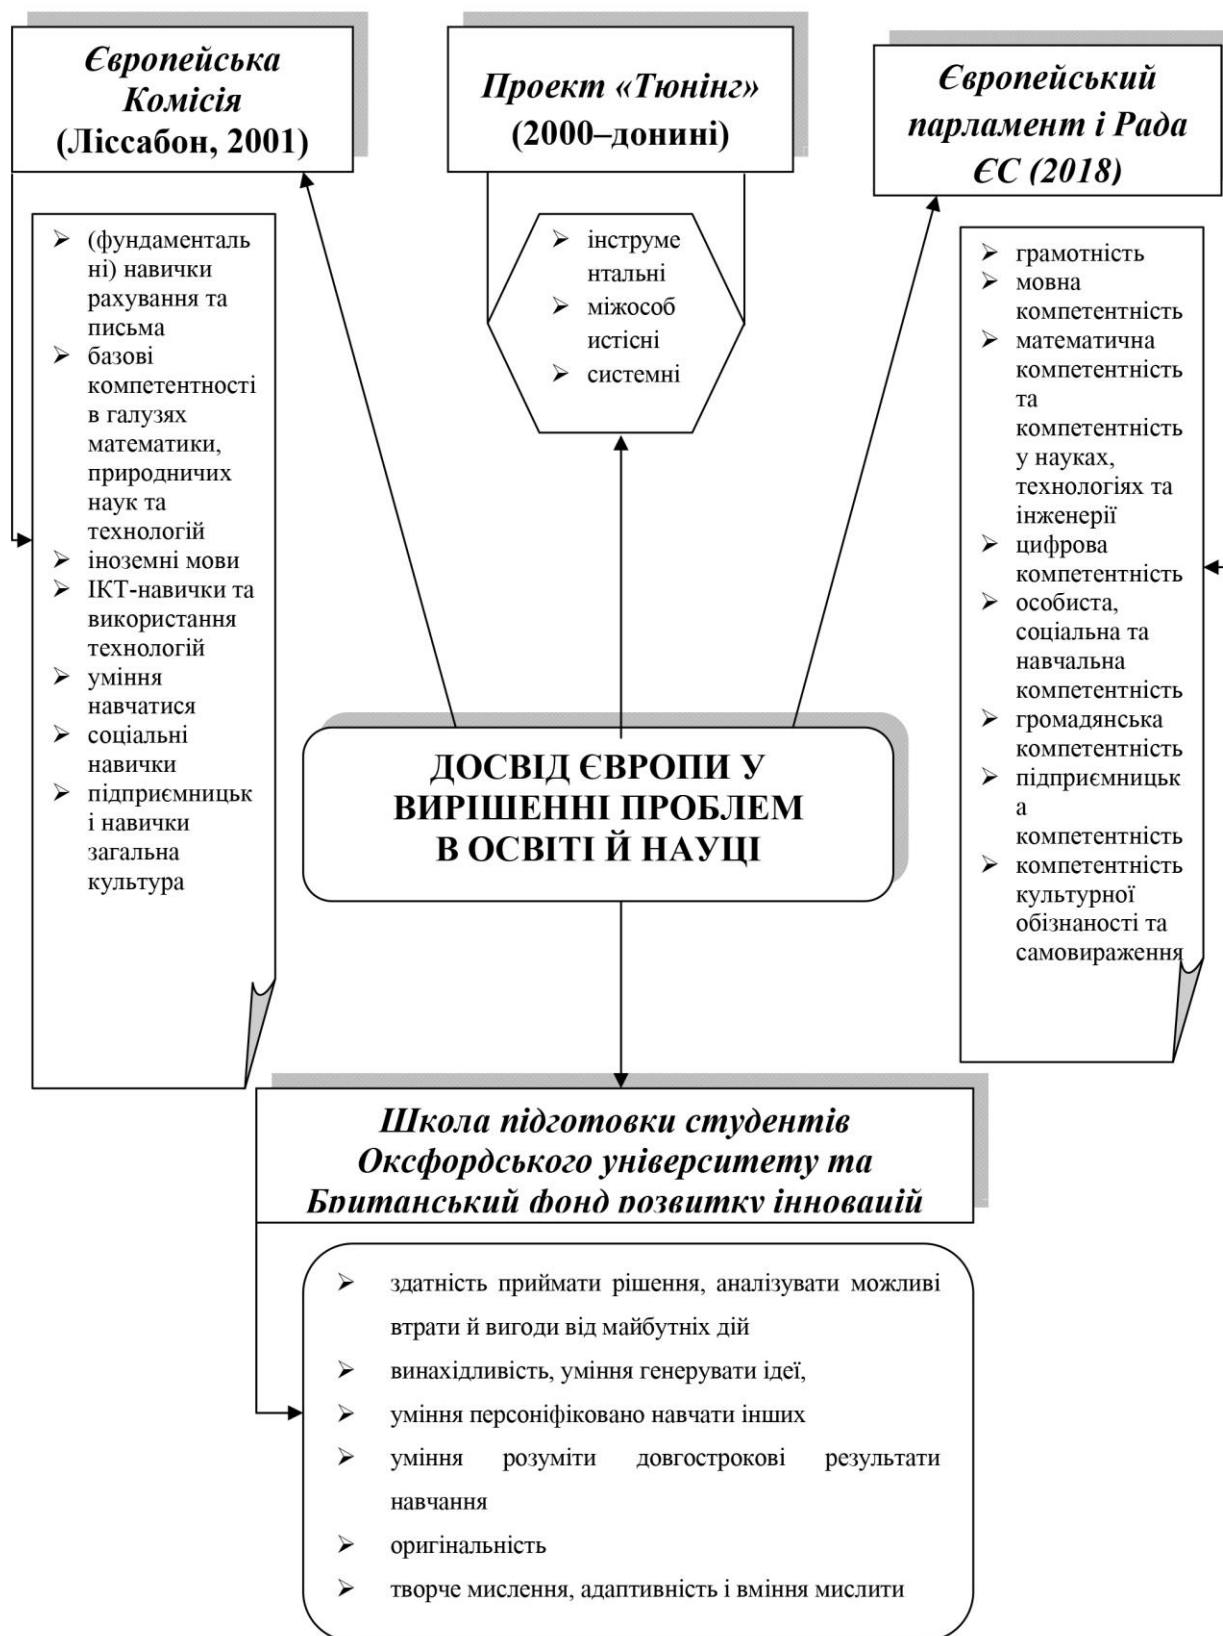 Європейська
Комісія
(Ліссабон, 2001)
Проект «Тюнінг»
(2000–донині)
Європейський
парламент і Рада
ЄС (2018)
➢ (фундаменталь
ні) навички
рахування та
письма
➢ базові
компетентності
в галузях
математики,
природничих
наук та
технологій
➢ іноземні мови
➢ ІКТ-навички та
використання
технологій
➢ уміння
навчатися
➢ соціальні
навички
➢ підприємницьк
і навички
загальна
культура
➢ інструме
нтальні
➢ міжособ
истісні
➢ системні
➢ грамотність
➢ мовна
компетентність
➢ математична
компетентність
та
компетентність
у науках,
технологіях та
інженерії
➢ цифрова
компетентність
➢ особиста,
соціальна та
навчальна
компетентність
➢ громадянська
компетентність
➢ підприємницьк
а
компетентність
➢ компетентність
культурної
обізнаності та
самовираження
ДОСВІД ЄВРОПИ У
ВИРІШЕННІ ПРОБЛЕМ
В ОСВІТІ Й НАУЦІ
Школа підготовки студентів
Оксфордського університету та
Британський фонд розвитку інновацій
➢ здатність приймати рішення, аналізувати можливі
втрати й вигоди від майбутніх дій
➢ винахідливість, уміння генерувати ідеї,
➢ уміння персоніфіковано навчати інших
➢ уміння розуміти довгострокові результати
навчання
➢ оригінальність
➢ творче мислення, адаптивність і вміння мислити